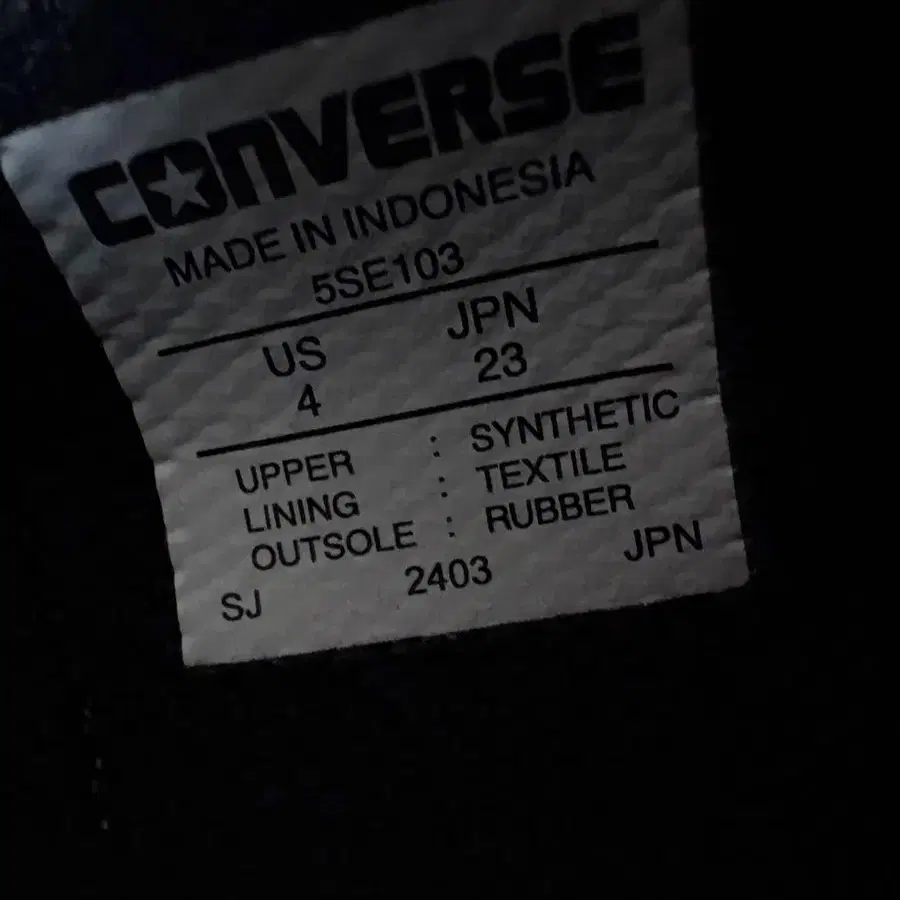 CONVERSE
MADE IN INDONESIA
5SE103
US JPN
4 23
UPPER : SYNTHETIC
LINING : TEXTILE
OUTSOLE : RUBBER
SJ 2403 JPN